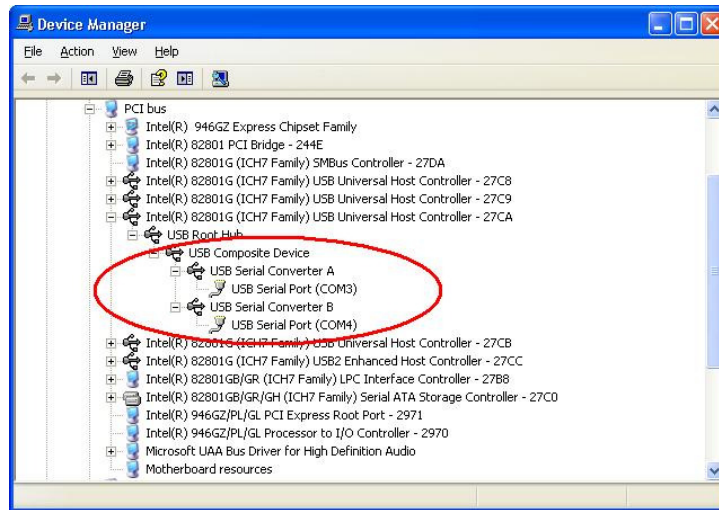 Device Manager
File Action View Help
PCI bus
Intel(R) 946GZ Express Chipset Family
Intel(R) 82801 PCI Bridge - 244E
Intel(R) 82801G (ICH7 Family) SMBus Controller - 27DA
Intel(R) 82801G (ICH7 Family) USB Universal Host Controller - 27C8
Intel(R) 82801G (ICH7 Family) USB Universal Host Controller - 27C9
Intel(R) 82801G (ICH7 Family) USB Universal Host Controller - 27CA
USB Root Hub
USB Composite Device
USB Serial Converter A
USB Serial Port (COM3)
USB Serial Converter B
USB Serial Port (COM4)
Intel(R) 82801G (ICH7 Family) USB Universal Host Controller - 27CB
Intel(R) 82801G (ICH7 Family) USB2 Enhanced Host Controller - 27CC
Intel(R) 82801GB/GR (ICH7 Family) LPC Interface Controller - 27B8
Intel(R) 82801GB/GR/GH (ICH7 Family) Serial ATA Storage Controller - 27C0
Intel(R) 946GZ/PL/GL PCI Express Root Port - 2971
Intel(R) 946GZ/PL/GL Processor to I/O Controller - 2970
Microsoft UAA Bus Driver for High Definition Audio
Motherboard resources